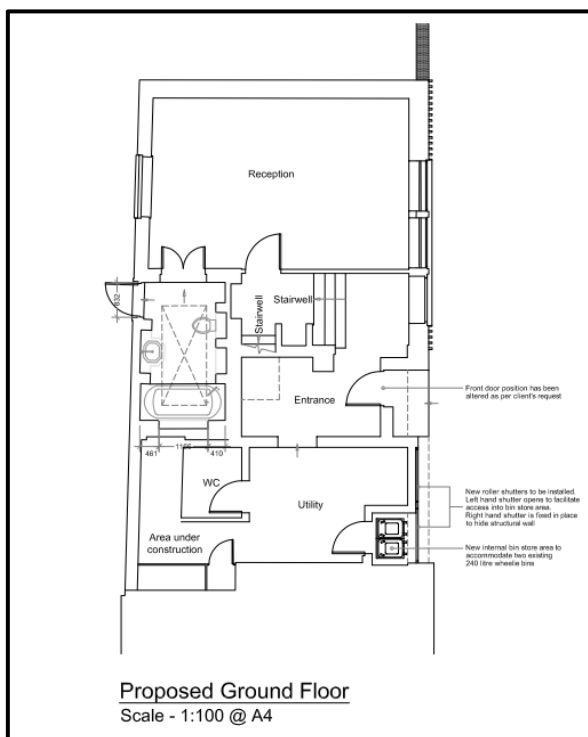 Reception
Stairwell
Stairwell
832
Entrance
Front door position has been
altered as per client's request
461
410
WC
Utility
New roller shutters to be installed.
Left hand shutter opens to facilitate
access into bin store area.
Right hand shutter is fixed in place
to hide structural wall
Area under
construction
New internal bin store area to
accommodate two existing
240 litre wheelie bins
Proposed Ground Floor
Scale - 1:100 @ A4